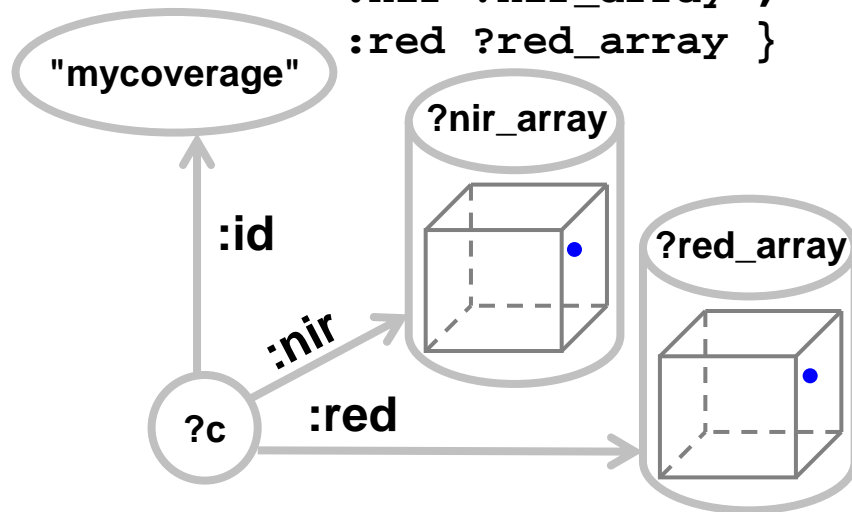 :red ?red_array }
"mycoverage"
?nir_array
:id
?red_array
:nir
:red
?c